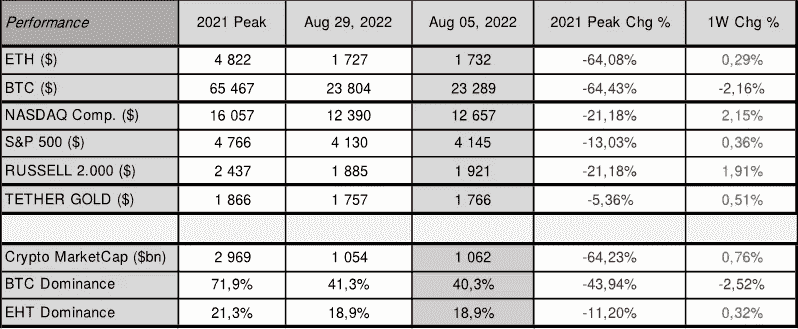 Performance 2021 Peak Aug 29, 2022 Aug 05, 2022 2021 Peak Chg % 1W Chg %
ETH ($) 4 822 1 727 1 732 -64,08% 0,29%
BTC ($) 65 467 23 804 23 289 -64,43% -2,16%
NASDAQ Comp. ($) 16 057 12 390 12 657 -21,18% 2,15%
S&P 500 ($) 4 766 4 130 4 145 -13,03% 0,36%
RUSSELL 2.000 ($) 2 437 1 885 1 921 -21,18% 1,91%
TETHER GOLD ($) 1 866 1 757 1 766 -5,36% 0,51%
Crypto MarketCap ($bn) 2 969 1 054 1 062 -64,23% 0,76%
BTC Dominance 71,9% 41,3% 40,3% -43,94% -2,52%
EHT Dominance 21,3% 18,9% 18,9% -11,20% 0,32%